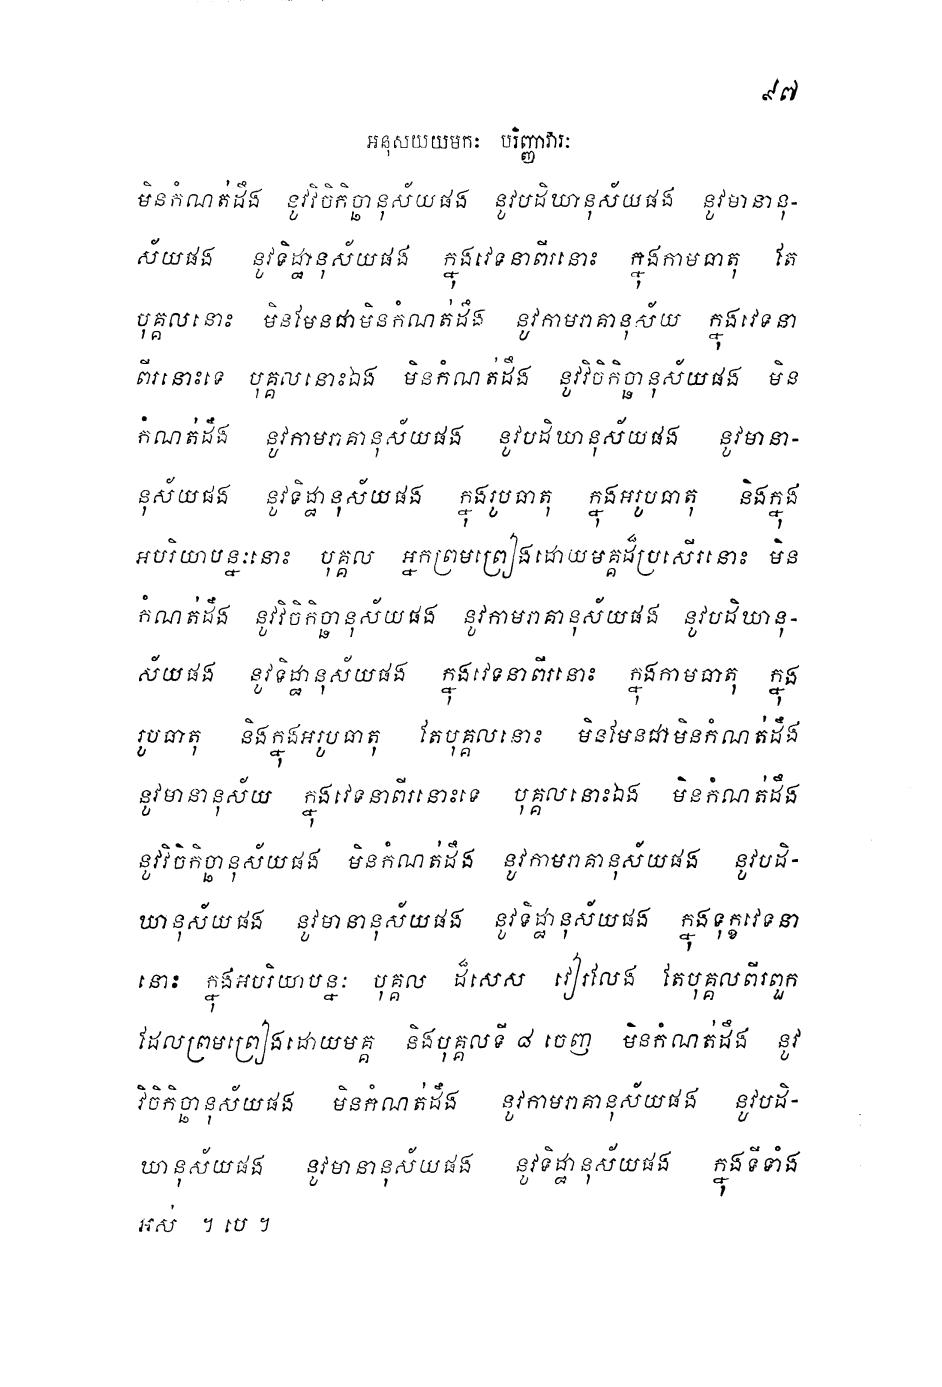 ៩៧
អនុសយយមកៈ បរិញ្ញាវារៈ
មិនកំណត់ដឹង នូវវិចិកិច្ឆានុស័យផង នូវបដិឃានុស័យផង នូវមានានុ-
ស័យផង នូវទិដ្ឋានុស័យផង ក្នុងវេទនាពីរនោះ ក្នុងកាមធាតុ តែ
បុគ្គលនោះ មិនមែនជាមិនកំណត់ដឹង នូវកាមរាគានុស័យ ក្នុងវេទនា
ពីរនោះទេ បុគ្គលនោះឯង មិនកំណត់ដឹង នូវវិចិកិច្ឆានុស័យផង មិន
កំណត់ដឹង នូវកាមរាគានុស័យផង នូវបដិឃានុស័យផង នូវមានា-
នុស័យផង នូវទិដ្ឋានុស័យផង ក្នុងរូបធាតុ ក្នុងអរូបធាតុ និងក្នុង
អបរិយាបន្នៈនោះ បុគ្គល អ្នកព្រមព្រៀងដោយមគ្គដ៏ប្រសើរនោះ មិន
កំណត់ដឹង នូវវិចិកិច្ឆានុស័យផង នូវកាមរាគានុស័យផង នូវបដិឃានុ-
ស័យផង នូវទិដ្ឋានុស័យផង ក្នុងវេទនាពីរនោះ ក្នុងកាមធាតុ ក្នុង
រូបធាតុ និងក្នុងអរូបធាតុ តែបុគ្គលនោះ មិនមែនជាមិនកំណត់ដឹង
នូវមានានុស័យ ក្នុងវេទនាពីរនោះទេ បុគ្គលនោះឯង មិនកំណត់ដឹង
នូវវិចិកិច្ឆានុស័យផង មិនកំណត់ដឹង នូវកាមរាគានុស័យផង នូវបដិ-
ឃានុស័យផង នូវមានានុស័យផង នូវទិដ្ឋានុស័យផង ក្នុងទុក្ខវេទនា
នោះ ក្នុងអបរិយាបន្នៈ បុគ្គល ដ៏សេស វៀរលែង តែបុគ្គលពីរពួក
ដែលព្រមព្រៀងដោយមគ្គ និងបុគ្គលទី ៨ ចេញ មិនកំណត់ដឹង នូវ
វិចិកិច្ឆានុស័យផង មិនកំណត់ដឹង នូវកាមរាគានុស័យផង នូវបដិ-
ឃានុស័យផង នូវមានានុស័យផង នូវទិដ្ឋានុស័យផង ក្នុងទីទាំង
អស់ ។ បេ ។